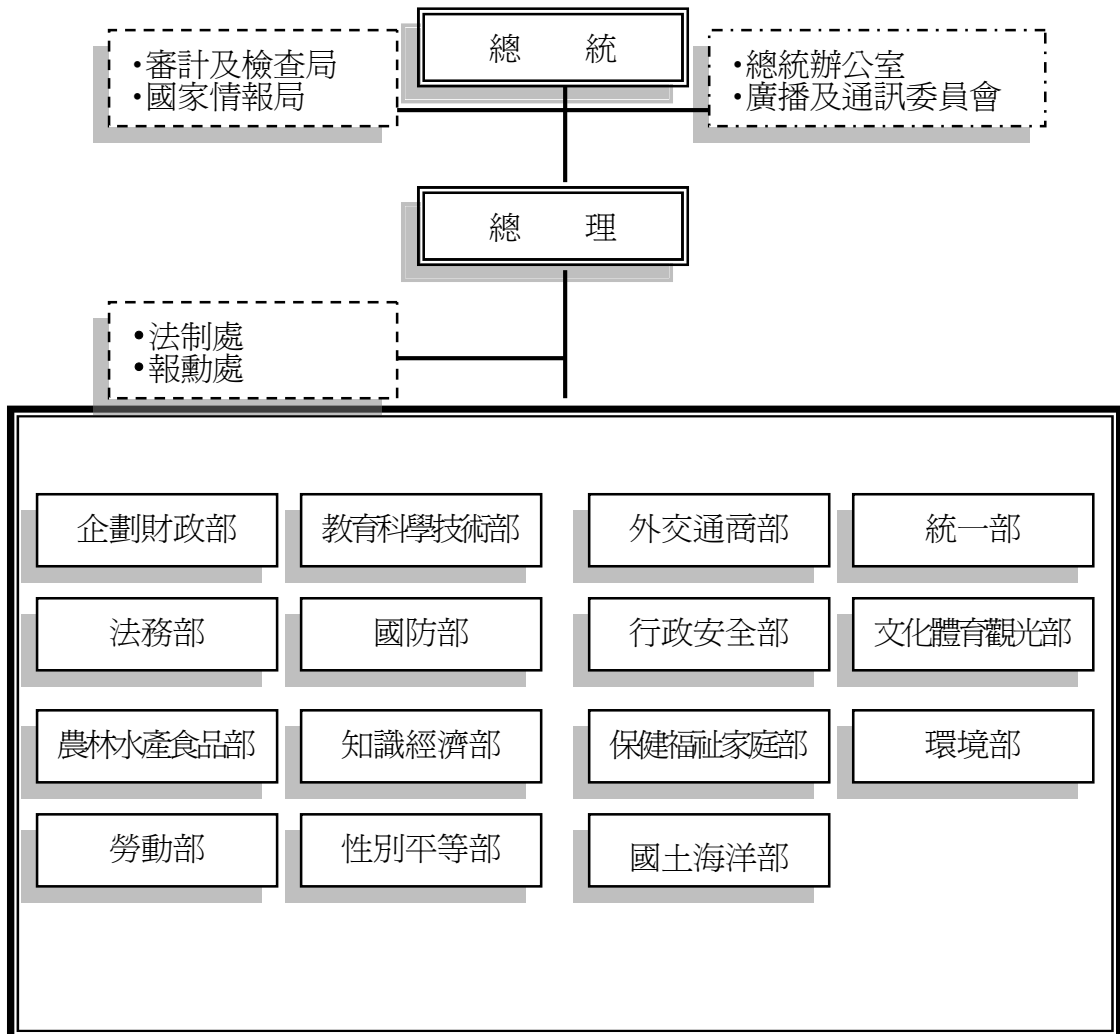 總 統
•審計及檢查局
•國家情報局
•總統辦公室
•廣播及通訊委員會
總 理
•法制處
•報勳處
企劃財政部
教育科學技術部
外交通商部
統一部
法務部
國防部
行政安全部
文化體育觀光部
農林水產食品部
知識經濟部
保健福祉家庭部
環境部
勞動部
性別平等部
國土海洋部